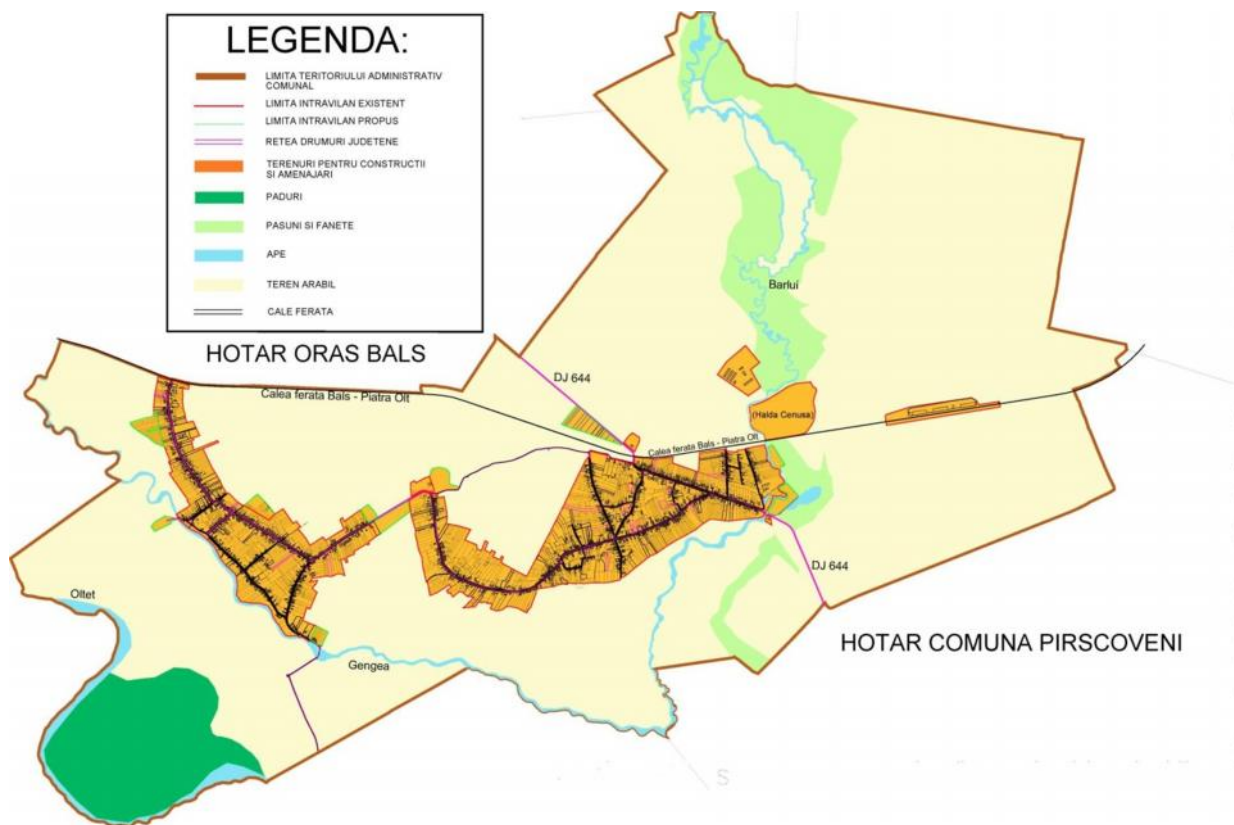 LEGENDA:
LIMITA TERITORIULUI ADMINISTRATIV
COMUNAL
LIMITA INTRAVILAN EXISTENT
LIMITA INTRAVILAN PROPUS
RETEA DRUMURI JUDETENE
TERENURI PENTRU CONSTRUCTII
SI AMENAJARI
PADURI
PASUNI SI FANETE
APE
TEREN ARABIL
CALE FERATA
HOTAR ORAS BALS
Barlui
DJ 644
Calea ferata Bals - Piatra Olt
(Halda Cenusa)
Calea ferata Bals - Piatra Olt
DJ 644
Oltet
HOTAR COMUNA PIRSCOVENI
Gengea
S